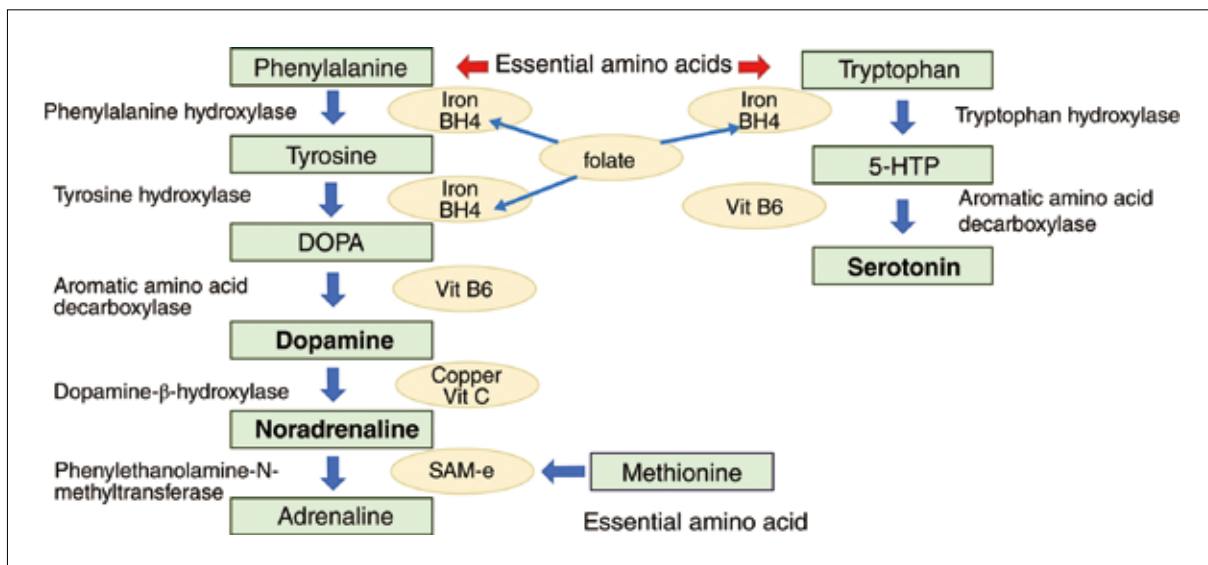 Phenylalanine
Essential amino acids
Tryptophan
Phenylalanine hydroxylase
Iron
BH4
Iron
BH4
Tryptophan hydroxylase
Tyrosine
folate
5-HTP
Tyrosine hydroxylase
Iron
BH4
Vit B6
Aromatic amino acid
decarboxylase
DOPA
Serotonin
Aromatic amino acid
decarboxylase
Vit B6
Dopamine
Dopamine-β-hydroxylase
Copper
Vit C
Noradrenaline
Phenylethanolamine-N-
methyltransferase
SAM-e
Methionine
Adrenaline
Essential amino acid